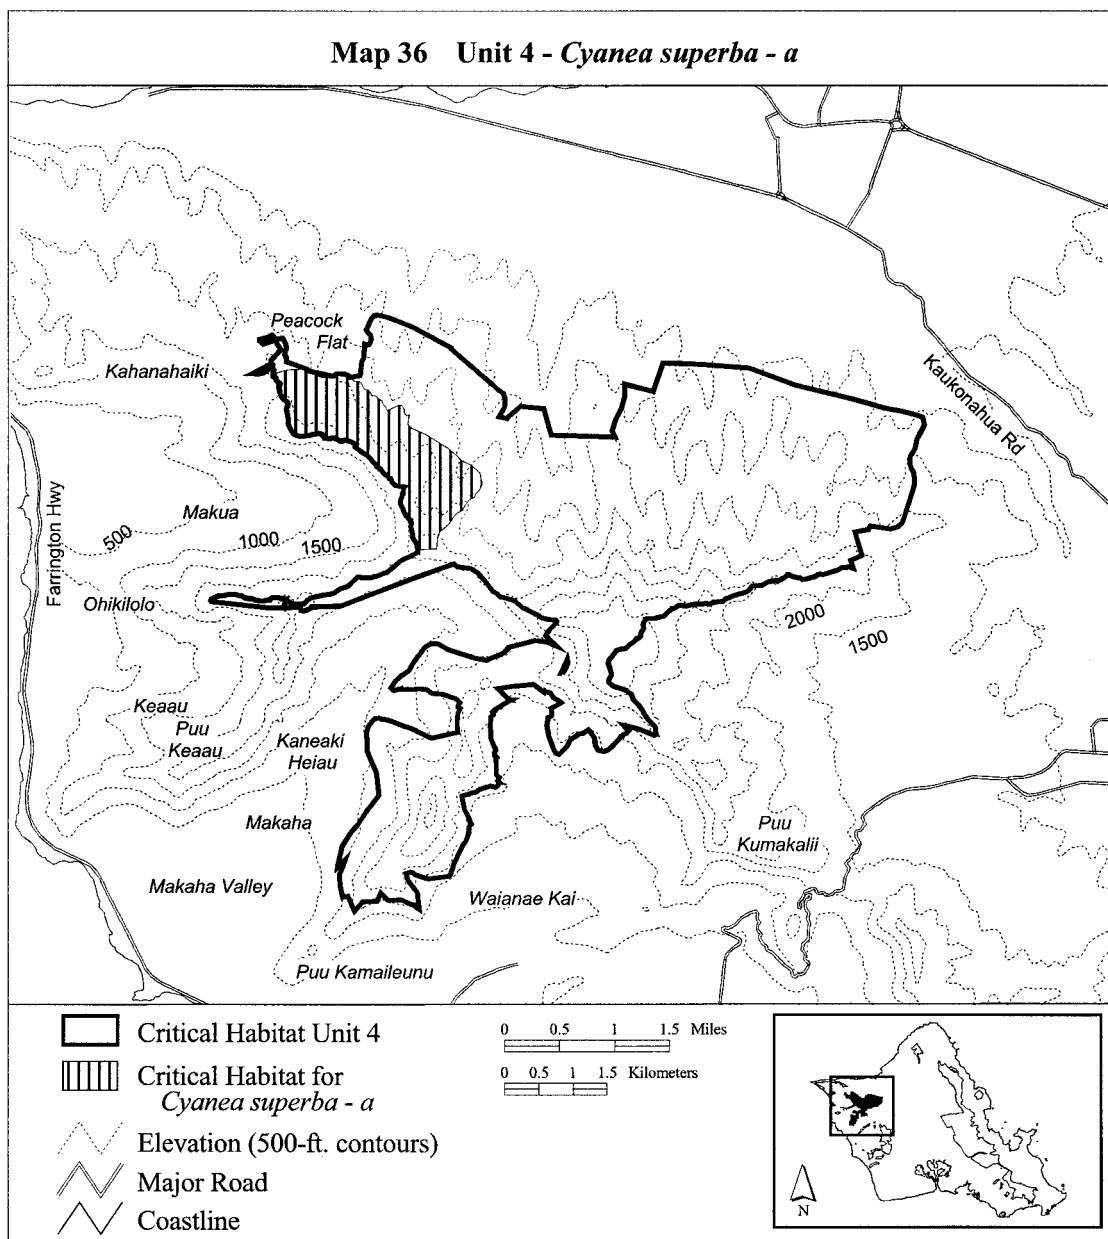 Map 36 Unit 4 - Cyanea superba - a
Peacock
Flat
Kahanahaiki
Kaukonahua Rd
Farrington Hwy
Makua
500
1000
1500
Ohikilolo
2000
1500
Keaau
Puu
Keaau
Kaneaki
Heiau
Makaha
Puu
Kumakalii
Makaha Valley
Waianae Kai
Puu Kamaileunu
Critical Habitat Unit 4
Critical Habitat for
Cyanea superba - a
Elevation (500-ft. contours)
Major Road
Coastline
0 0.5 1 1.5 Miles
0 0.5 1 1.5 Kilometers
N